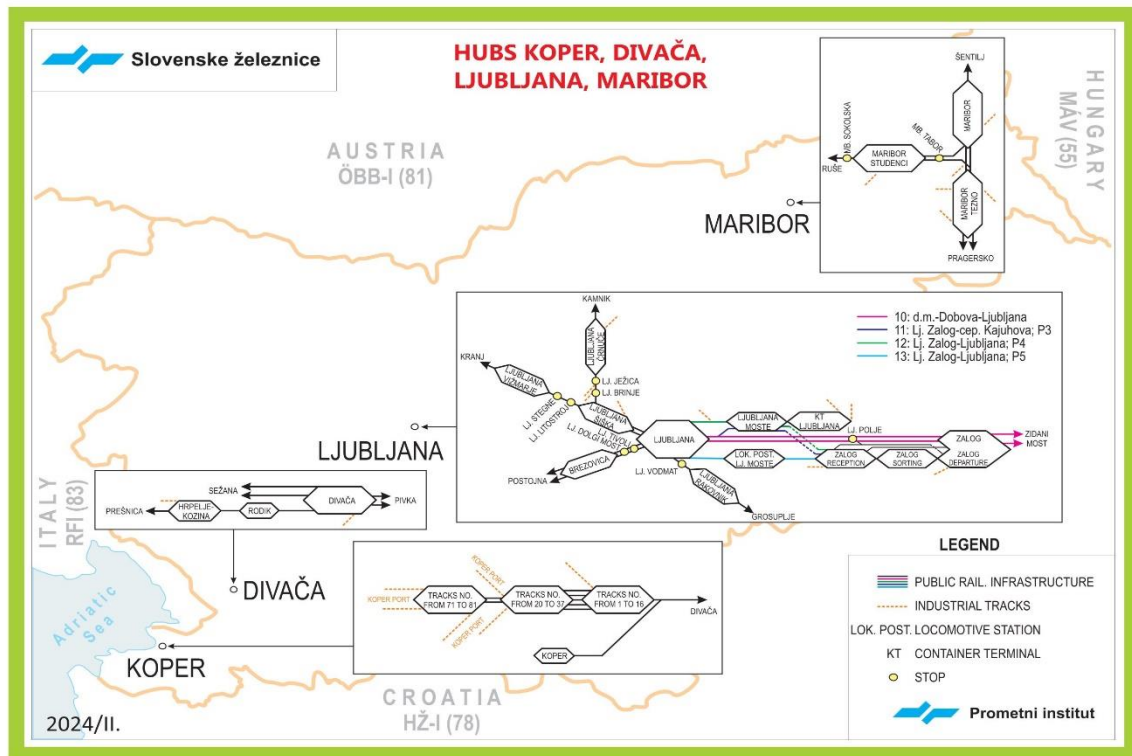 Slovenske železnice
HUBS KOPER, DIVAČA,
LJUBLJANA, MARIBOR
AUSTRIA
ÖBB-I (81)
HUNGARY
MÁV (55)
ITALY
RFI (83)
CROATIA
HŽ-I (78)
Adriatic
Sea
MARIBOR
ŠENTILJ
MARIBOR
MB. SOKOLSKA
MB. TABOR
MARIBOR
STUDENCI
RUŠE
MARIBOR
TEZNO
PRAGERSKO
LJUBLJANA
KAMNIK
LJUBLJANA
ČRNUČE
KRANJ
LJUBLJANA
VIŽMARJE
LJ. JEŽICA
LJ. BRINJE
LJ. STEGNE
LJ. LITOSTROJ
LJUBLJANA
ŠIŠKA
LJ. TIVOLI
LJ. DOLGI MOST
BREZOVICA
POSTOJNA
LJUBLJANA
LJ. VODMAT
LJUBLJANA
RAKOVNIK
GROSUPLJE
LJUBLJANA
MOSTE
KT
LJUBLJANA
LJ. POLJE
LOK. POST.
LJ. MOSTE
ZALOG
RECEPTION
ZALOG
SORTING
ZALOG
ZALOG
DEPARTURE
ZIDANI
MOST
10: d.m.-Dobova-Ljubljana
11: Lj. Zalog-cep. Kajuhova; P3
12: Lj. Zalog-Ljubljana; P4
13: Lj. Zalog-Ljubljana; P5
DIVAČA
SEŽANA
PREŠNICA
HRPELJE-
KOZINA
RODIK
DIVAČA
PIVKA
KOPER
KOPER PORT
KOPER PORT
KOPER PORT
TRACKS NO.
FROM 71 TO 81
TRACKS NO.
FROM 20 TO 37
TRACKS NO.
FROM 1 TO 16
DIVAČA
KOPER
LEGEND
PUBLIC RAIL. INFRASTRUCTURE
INDUSTRIAL TRACKS
LOK. POST. LOCOMOTIVE STATION
KT CONTAINER TERMINAL
STOP
Prometni institut
2024/II.